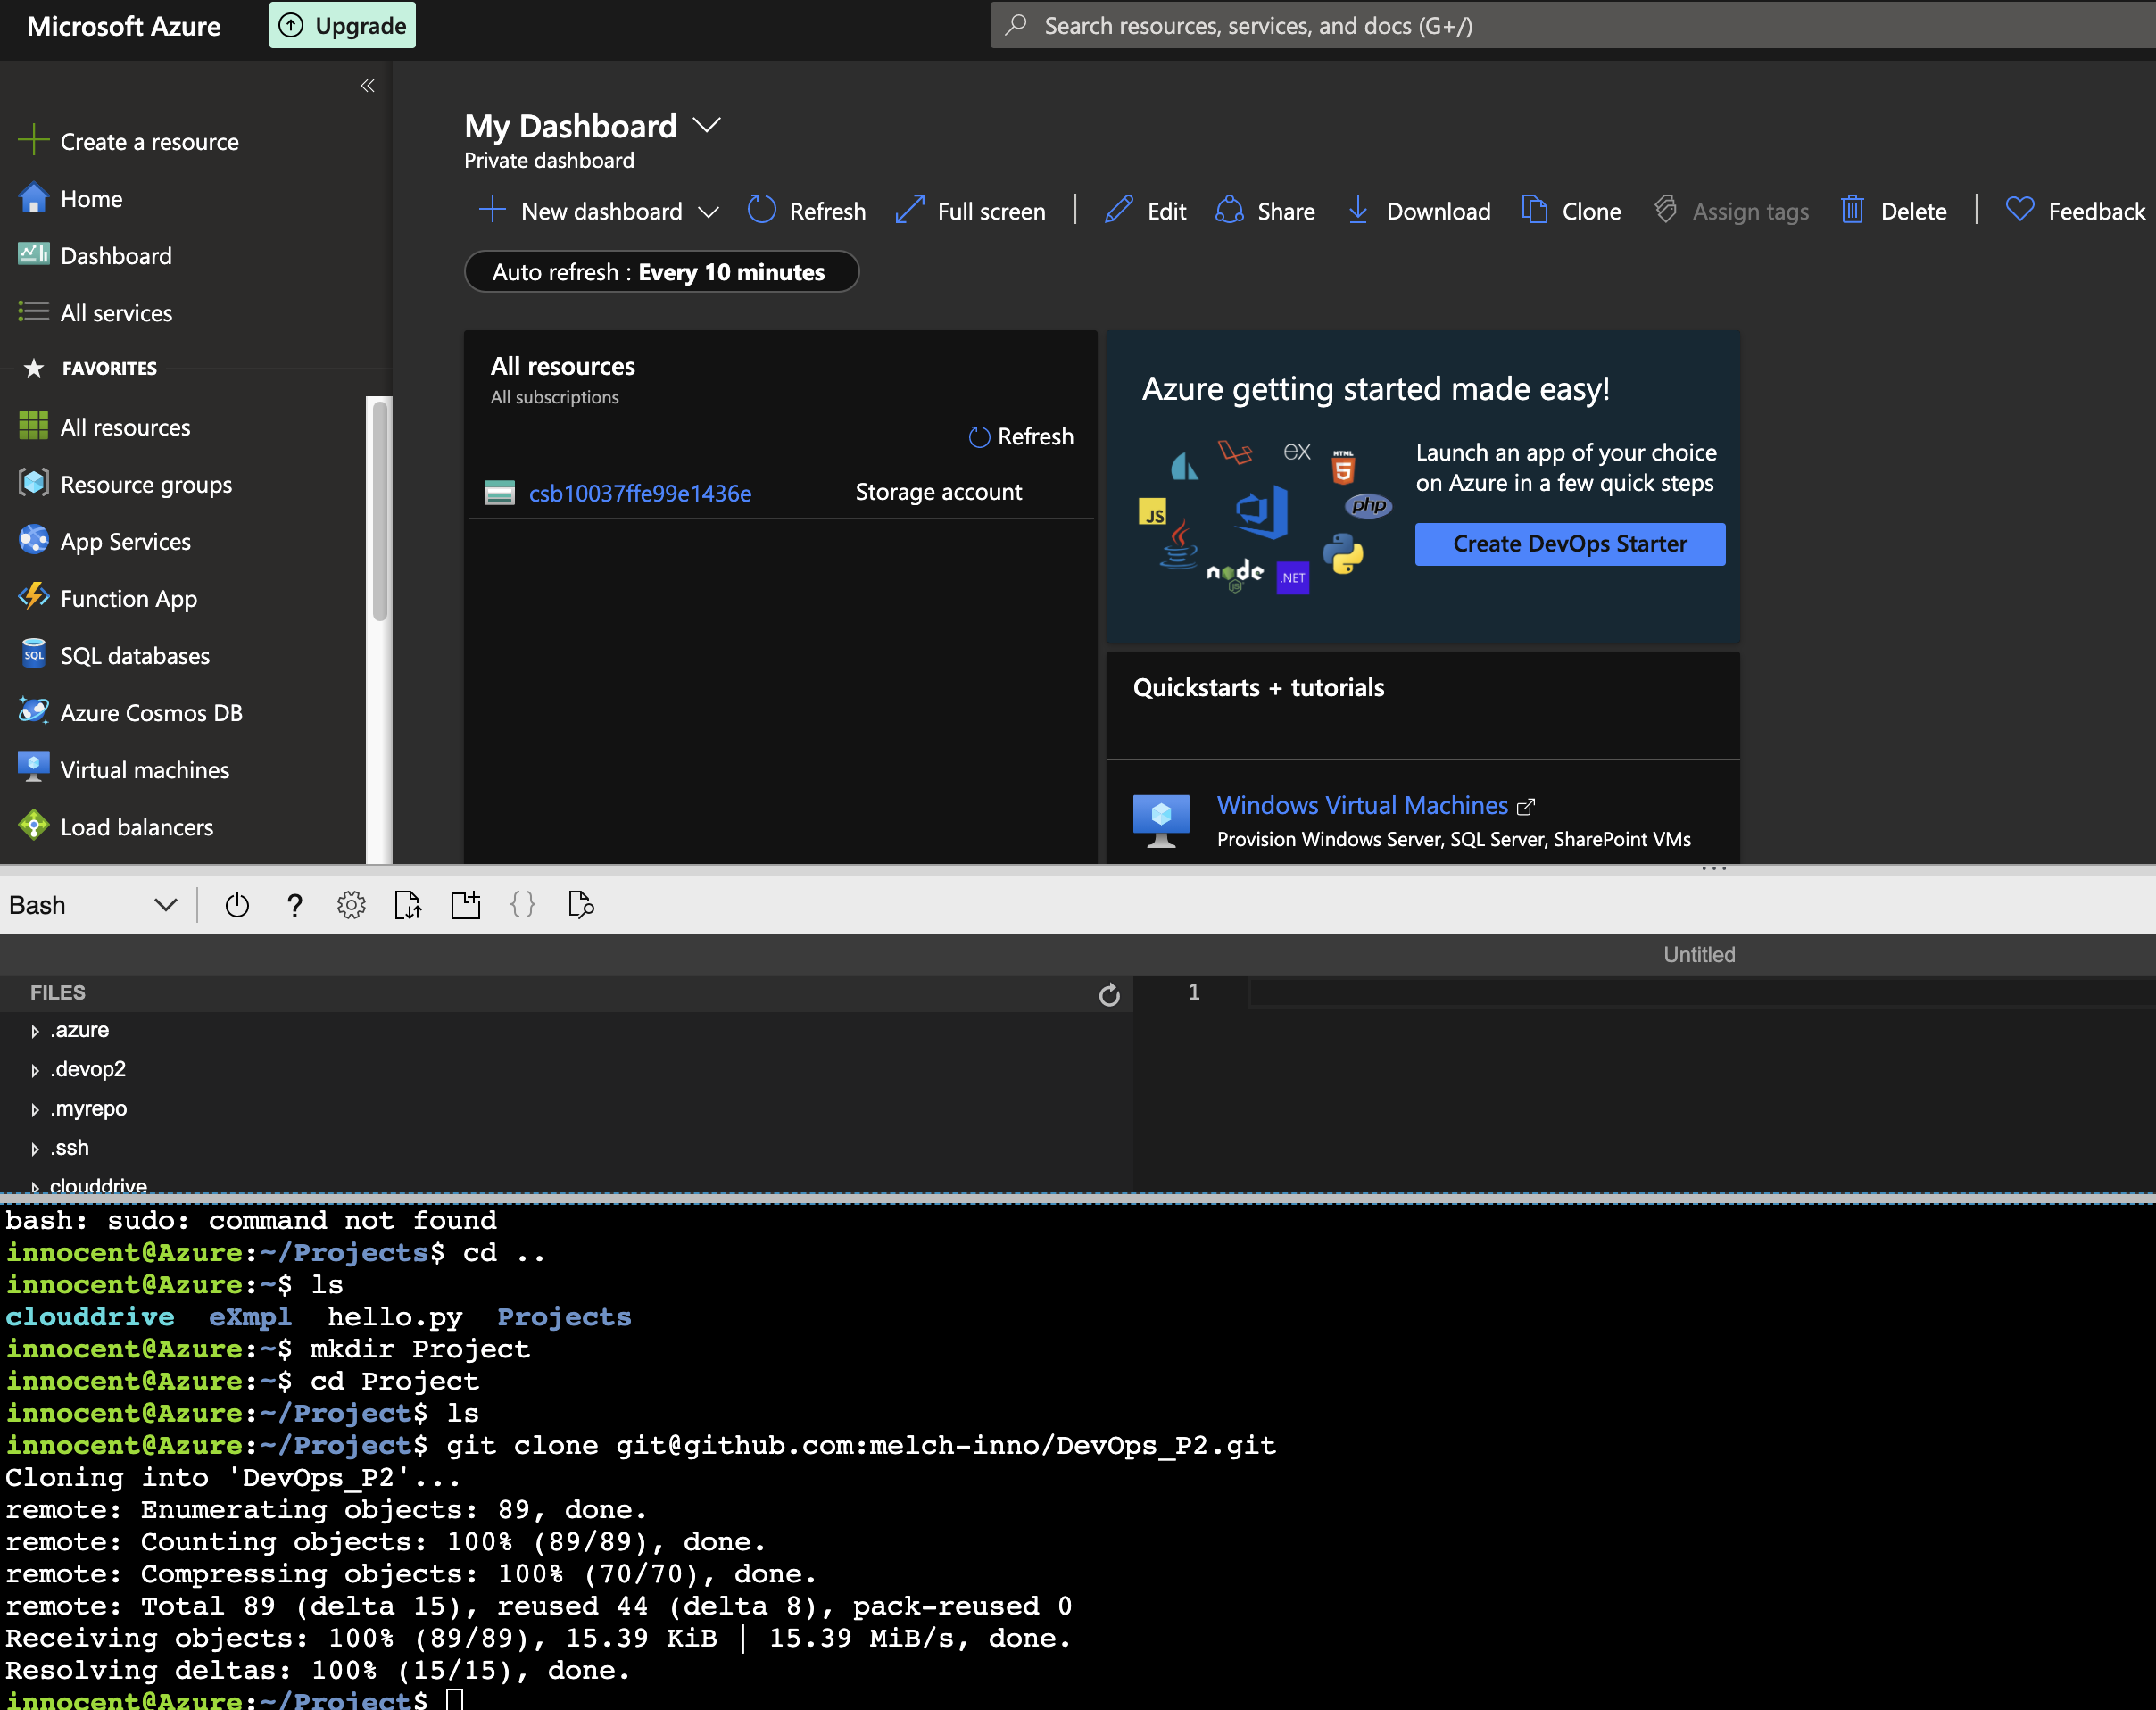 Microsoft Azure
Upgrade
Search resources, services, and docs (G+/)
«
Create a resource
Home
Dashboard
All services
FAVORITES
All resources
Resource groups
App Services
Function App
SQL databases
Azure Cosmos DB
Virtual machines
Load balancers
My Dashboard
Private dashboard
New dashboard
Refresh
Full screen
Edit
Share
Download
Clone
Assign tags
Delete
Feedback
Auto refresh : Every 10 minutes
All resources
All subscriptions
Refresh
csb10037ffe99e1436e Storage account
Azure getting started made easy!
ex
HTML
5
JS
php
node
JS
.NET
SQL
Launch an app of your choice
on Azure in a few quick steps
Create DevOps Starter
Quickstarts + tutorials
Windows Virtual Machines
Provision Windows Server, SQL Server, SharePoint VMs
Bash
?
{}
Untitled
FILES
1
.azure
.devop2
.myrepo
.ssh
clouddrive
bash: sudo: command not found
innocent@Azure:~/Projects$ cd ..
innocent@Azure:~$ ls
clouddrive eXmpl hello.py Projects
innocent@Azure:~$ mkdir Project
innocent@Azure:~$ cd Project
innocent@Azure:~/Project$ ls
innocent@Azure:~/Project$ git clone git@github.com:melch-inno/DevOps_P2.git
Cloning into 'DevOps_P2'...
remote: Enumerating objects: 89, done.
remote: Counting objects: 100% (89/89), done.
remote: Compressing objects: 100% (70/70), done.
remote: Total 89 (delta 15), reused 44 (delta 8), pack-reused 0
Receiving objects: 100% (89/89), 15.39 KiB | 15.39 MiB/s, done.
Resolving deltas: 100% (15/15), done.
innocent@Azure:~/Project$